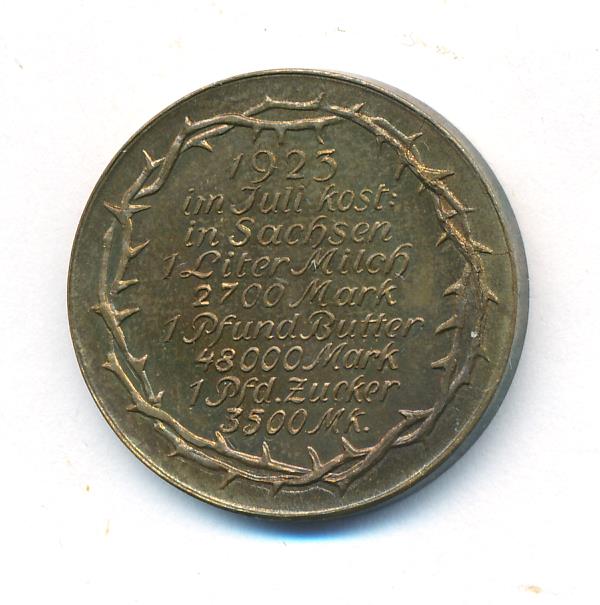 1923
im Juli kost:
in Sachsen
1 Liter Milch
2700 Mark
1 Pfund Butter
48000 Mark
1 Pfd. Zucker
3500 Mk.